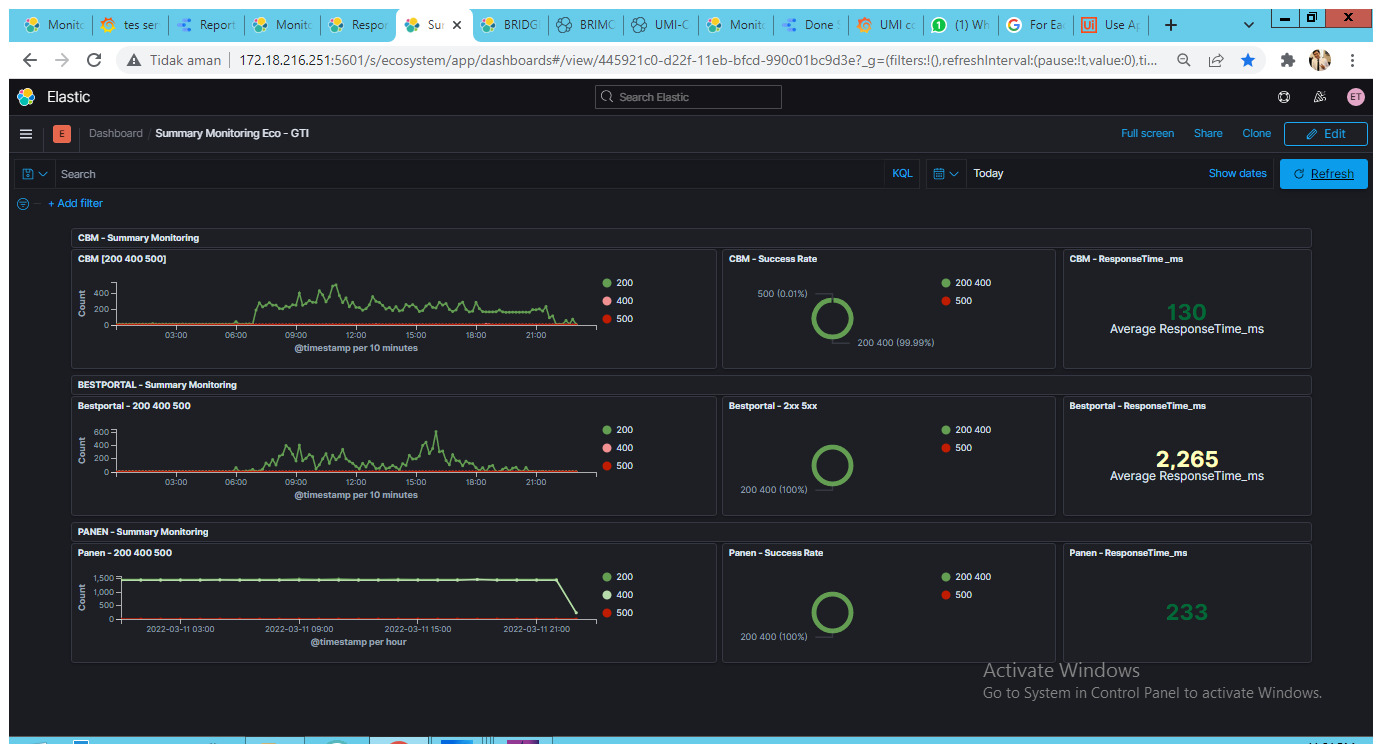 Monito
tes ser
Report
Monito
Respon
Sur
BRIDG
BRIMO
UMI-C
Monito
Done S
UMI co
(1) Wh
For Ea
Use Ap
Tidak aman
172.18.216.251:5601/s/ecosystem/app/dashboards#/view/445921c0-d22f-11eb-bfcd-990c01bc9d3e?_g=(filters:!(),refreshInterval:(pause:!t,value:0),ti...
Elastic
Search Elastic
ET
E
Dashboard / Summary Monitoring Eco - GTI
Full screen
Share
Clone
Edit
Search
KQL
Today
Show dates
Refresh
+ Add filter
CBM - Summary Monitoring
CBM [200 400 500]
Count
400
200
0
03:00
06:00
09:00
12:00
15:00
18:00
21:00
@timestamp per 10 minutes
200
400
500
CBM - Success Rate
500 (0.01%)
200 400 (99.99%)
200 400
500
CBM - ResponseTime _ms
130
Average ResponseTime_ms
BESTPORTAL - Summary Monitoring
Bestportal - 200 400 500
Count
600
400
200
0
03:00
06:00
09:00
12:00
15:00
18:00
21:00
@timestamp per 10 minutes
200
400
500
Bestportal - 2xx 5xx
200 400 (100%)
200 400
500
Bestportal - ResponseTime_ms
2,265
Average ResponseTime_ms
PANEN - Summary Monitoring
Panen - 200 400 500
Count
1,500
1,000
500
0
2022-03-11 03:00
2022-03-11 09:00
2022-03-11 15:00
2022-03-11 21:00
@timestamp per hour
200
400
500
Panen - Success Rate
200 400 (100%)
200 400
500
Panen - ResponseTime_ms
233
Activate Windows
Go to System in Control Panel to activate Windows.